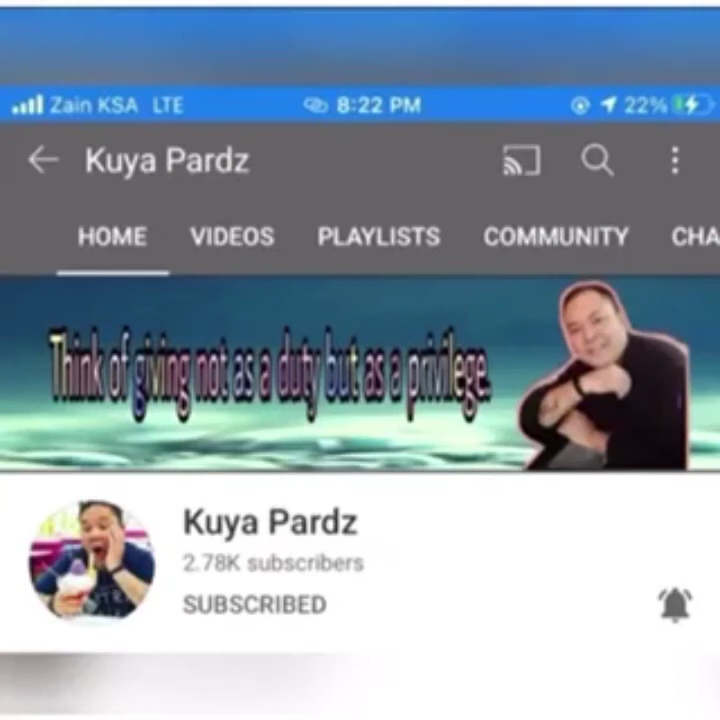 Zain KSA LTE 8:22 PM 22%
Kuya Pardz
HOME VIDEOS PLAYLISTS COMMUNITY CHA
Think of giving not as a duty but as a privilege.
Kuya Pardz
2.78K subscribers
SUBSCRIBED